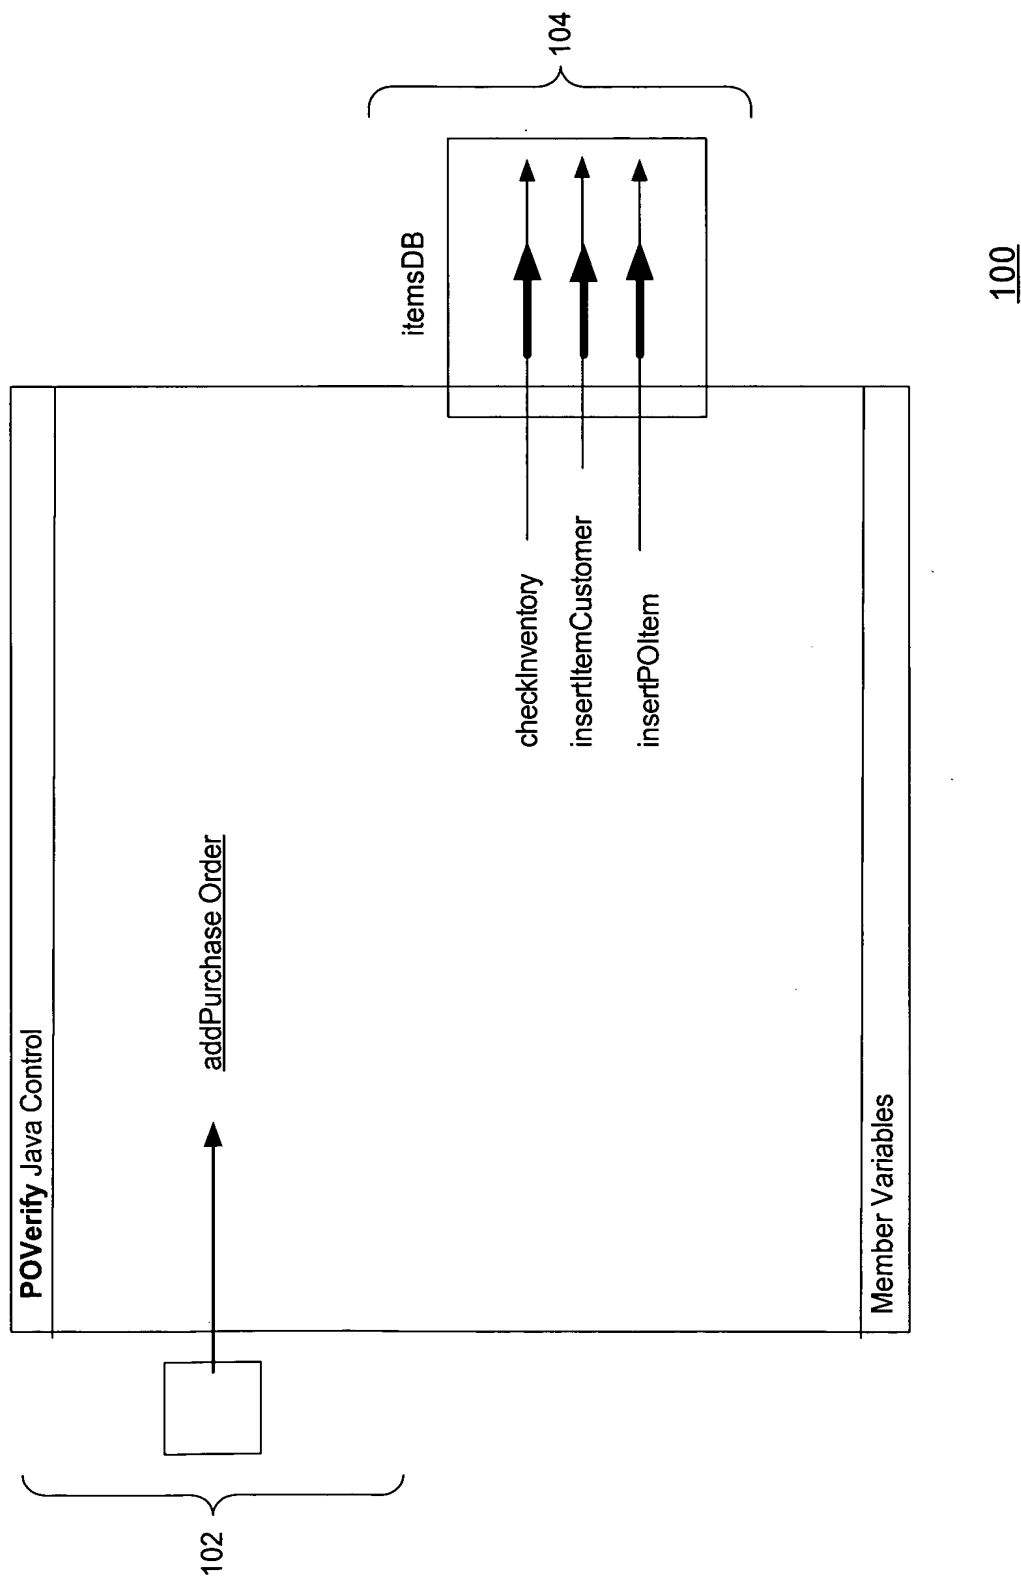 POVerify Java Control
102
addPurchase Order
itemsDB
104
checkInventory
insertItemCustomer
insertPOItem
Member Variables
100